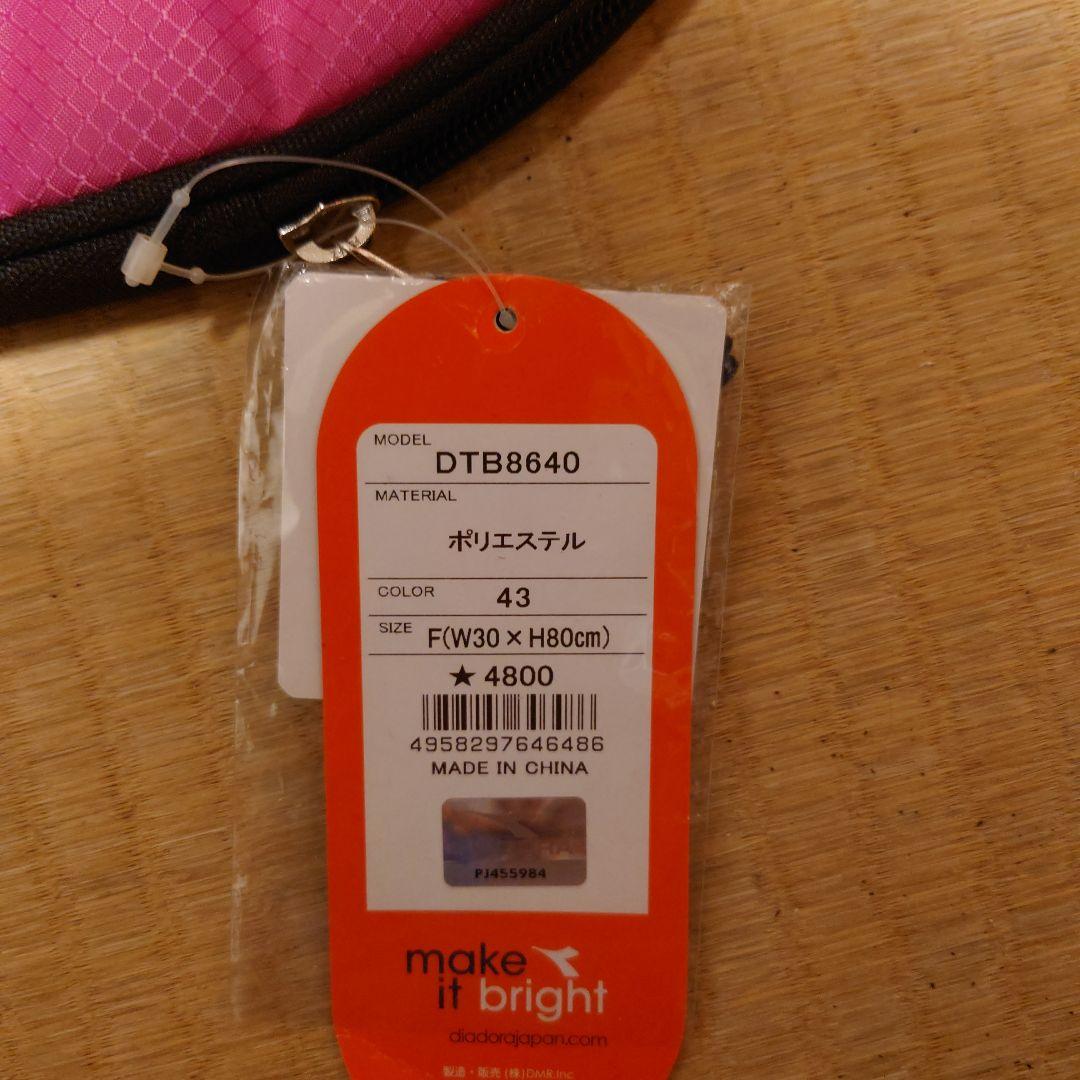 MODEL
DTB8640
MATERIAL
ポリエステル
COLOR 43
SIZE F(W30×H80cm)
★4800
4958297646486
MADE IN CHINA
PJ455984
make
it bright
diadorajapan.com
製造・販売 (株)DMR.Inc